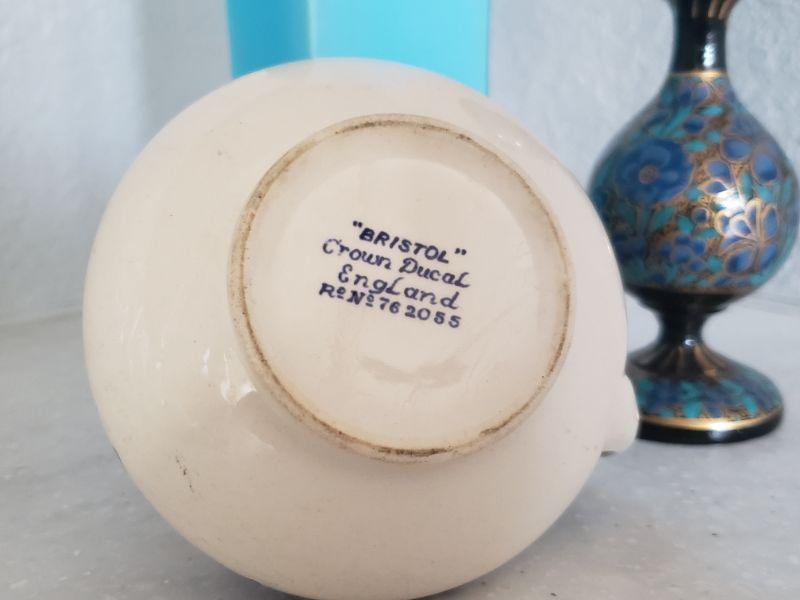 "BRISTOL"
Crown Ducal
England
Rᵈ Nº 762055